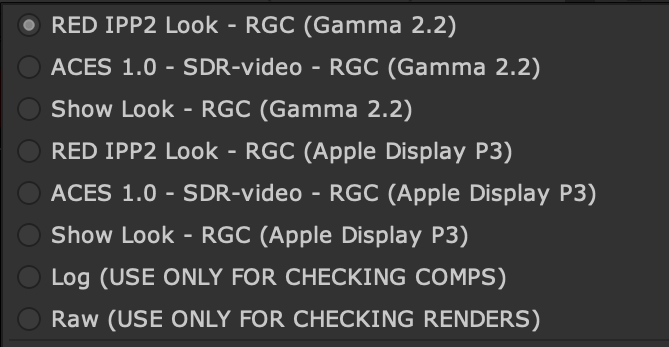 RED IPP2 Look - RGC (Gamma 2.2)
ACES 1.0 - SDR-video - RGC (Gamma 2.2)
Show Look - RGC (Gamma 2.2)
RED IPP2 Look - RGC (Apple Display P3)
ACES 1.0 - SDR-video - RGC (Apple Display P3)
Show Look - RGC (Apple Display P3)
Log (USE ONLY FOR CHECKING COMPS)
Raw (USE ONLY FOR CHECKING RENDERS)